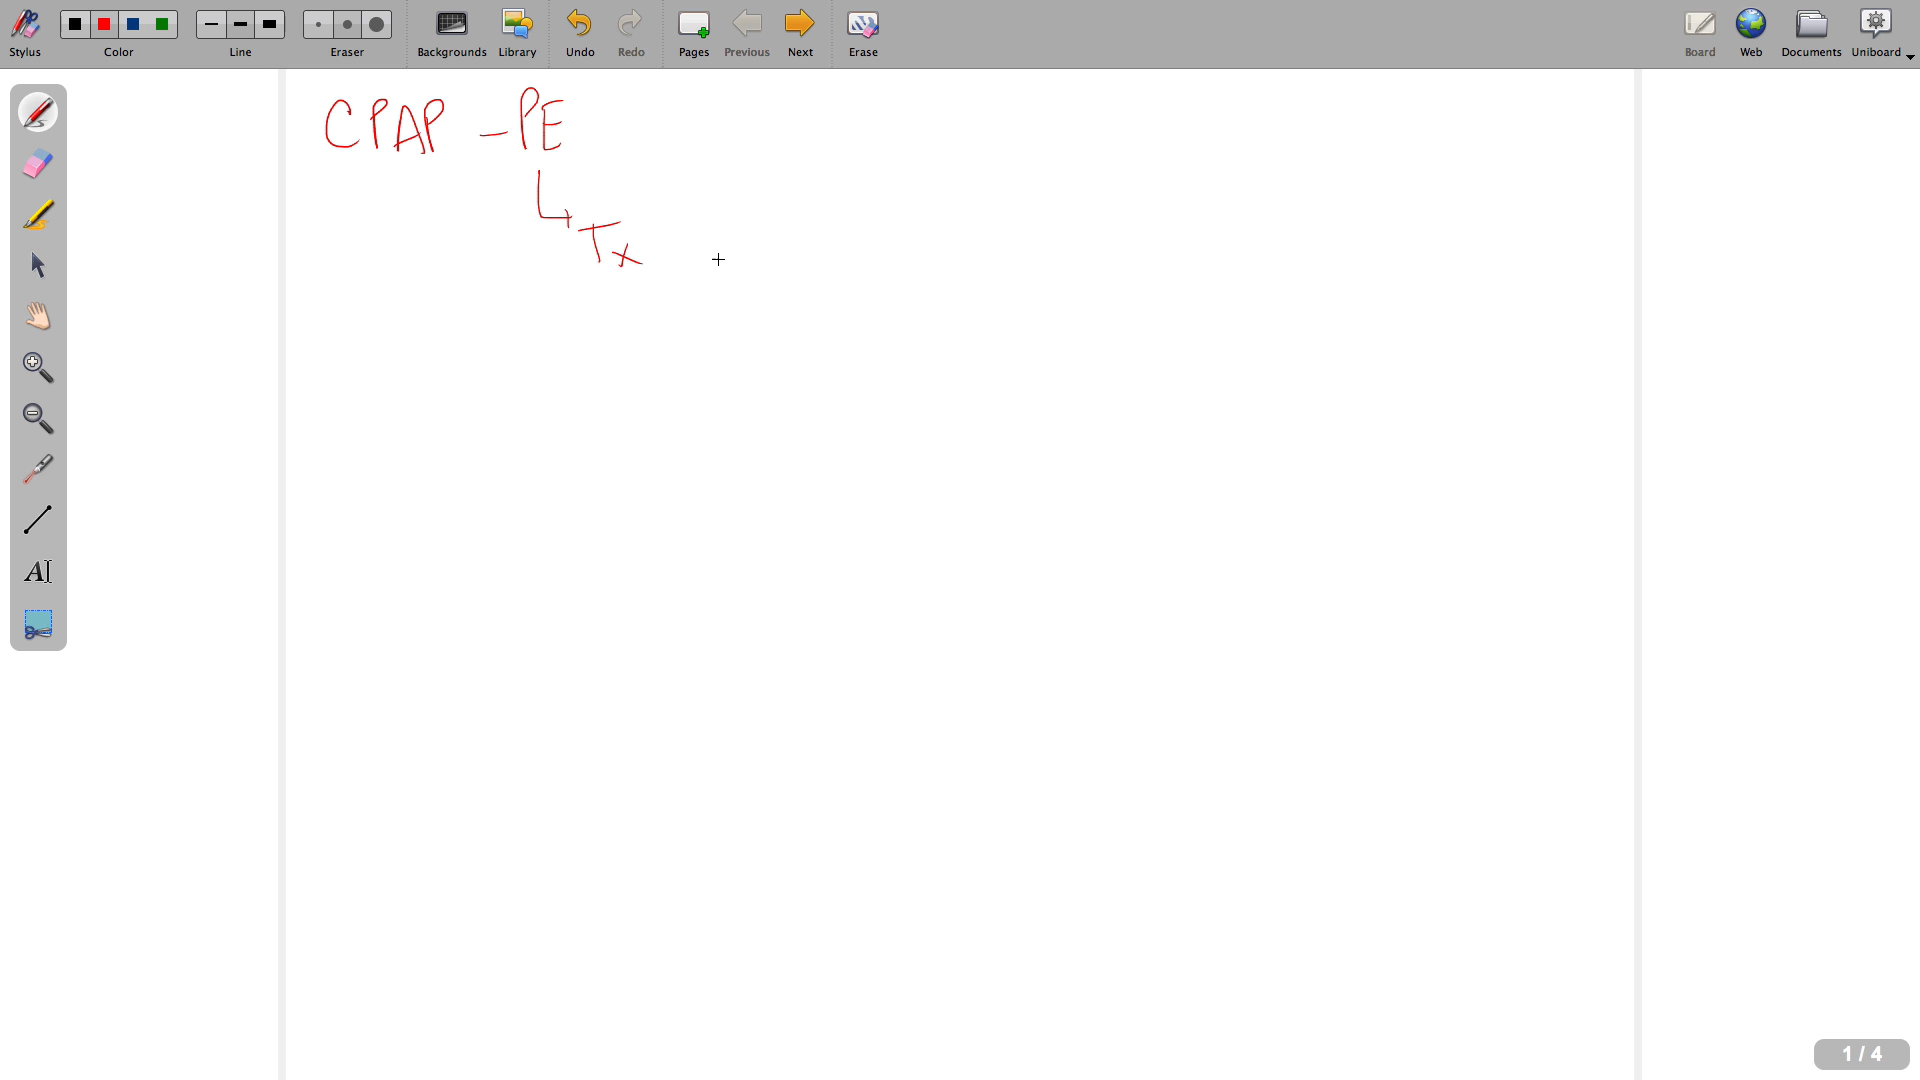 Stylus Color Line Eraser Backgrounds Library Undo Redo Pages Previous Next Erase Board Web Documents Uniboard
CPAP - PE
Tx
A
1 / 4